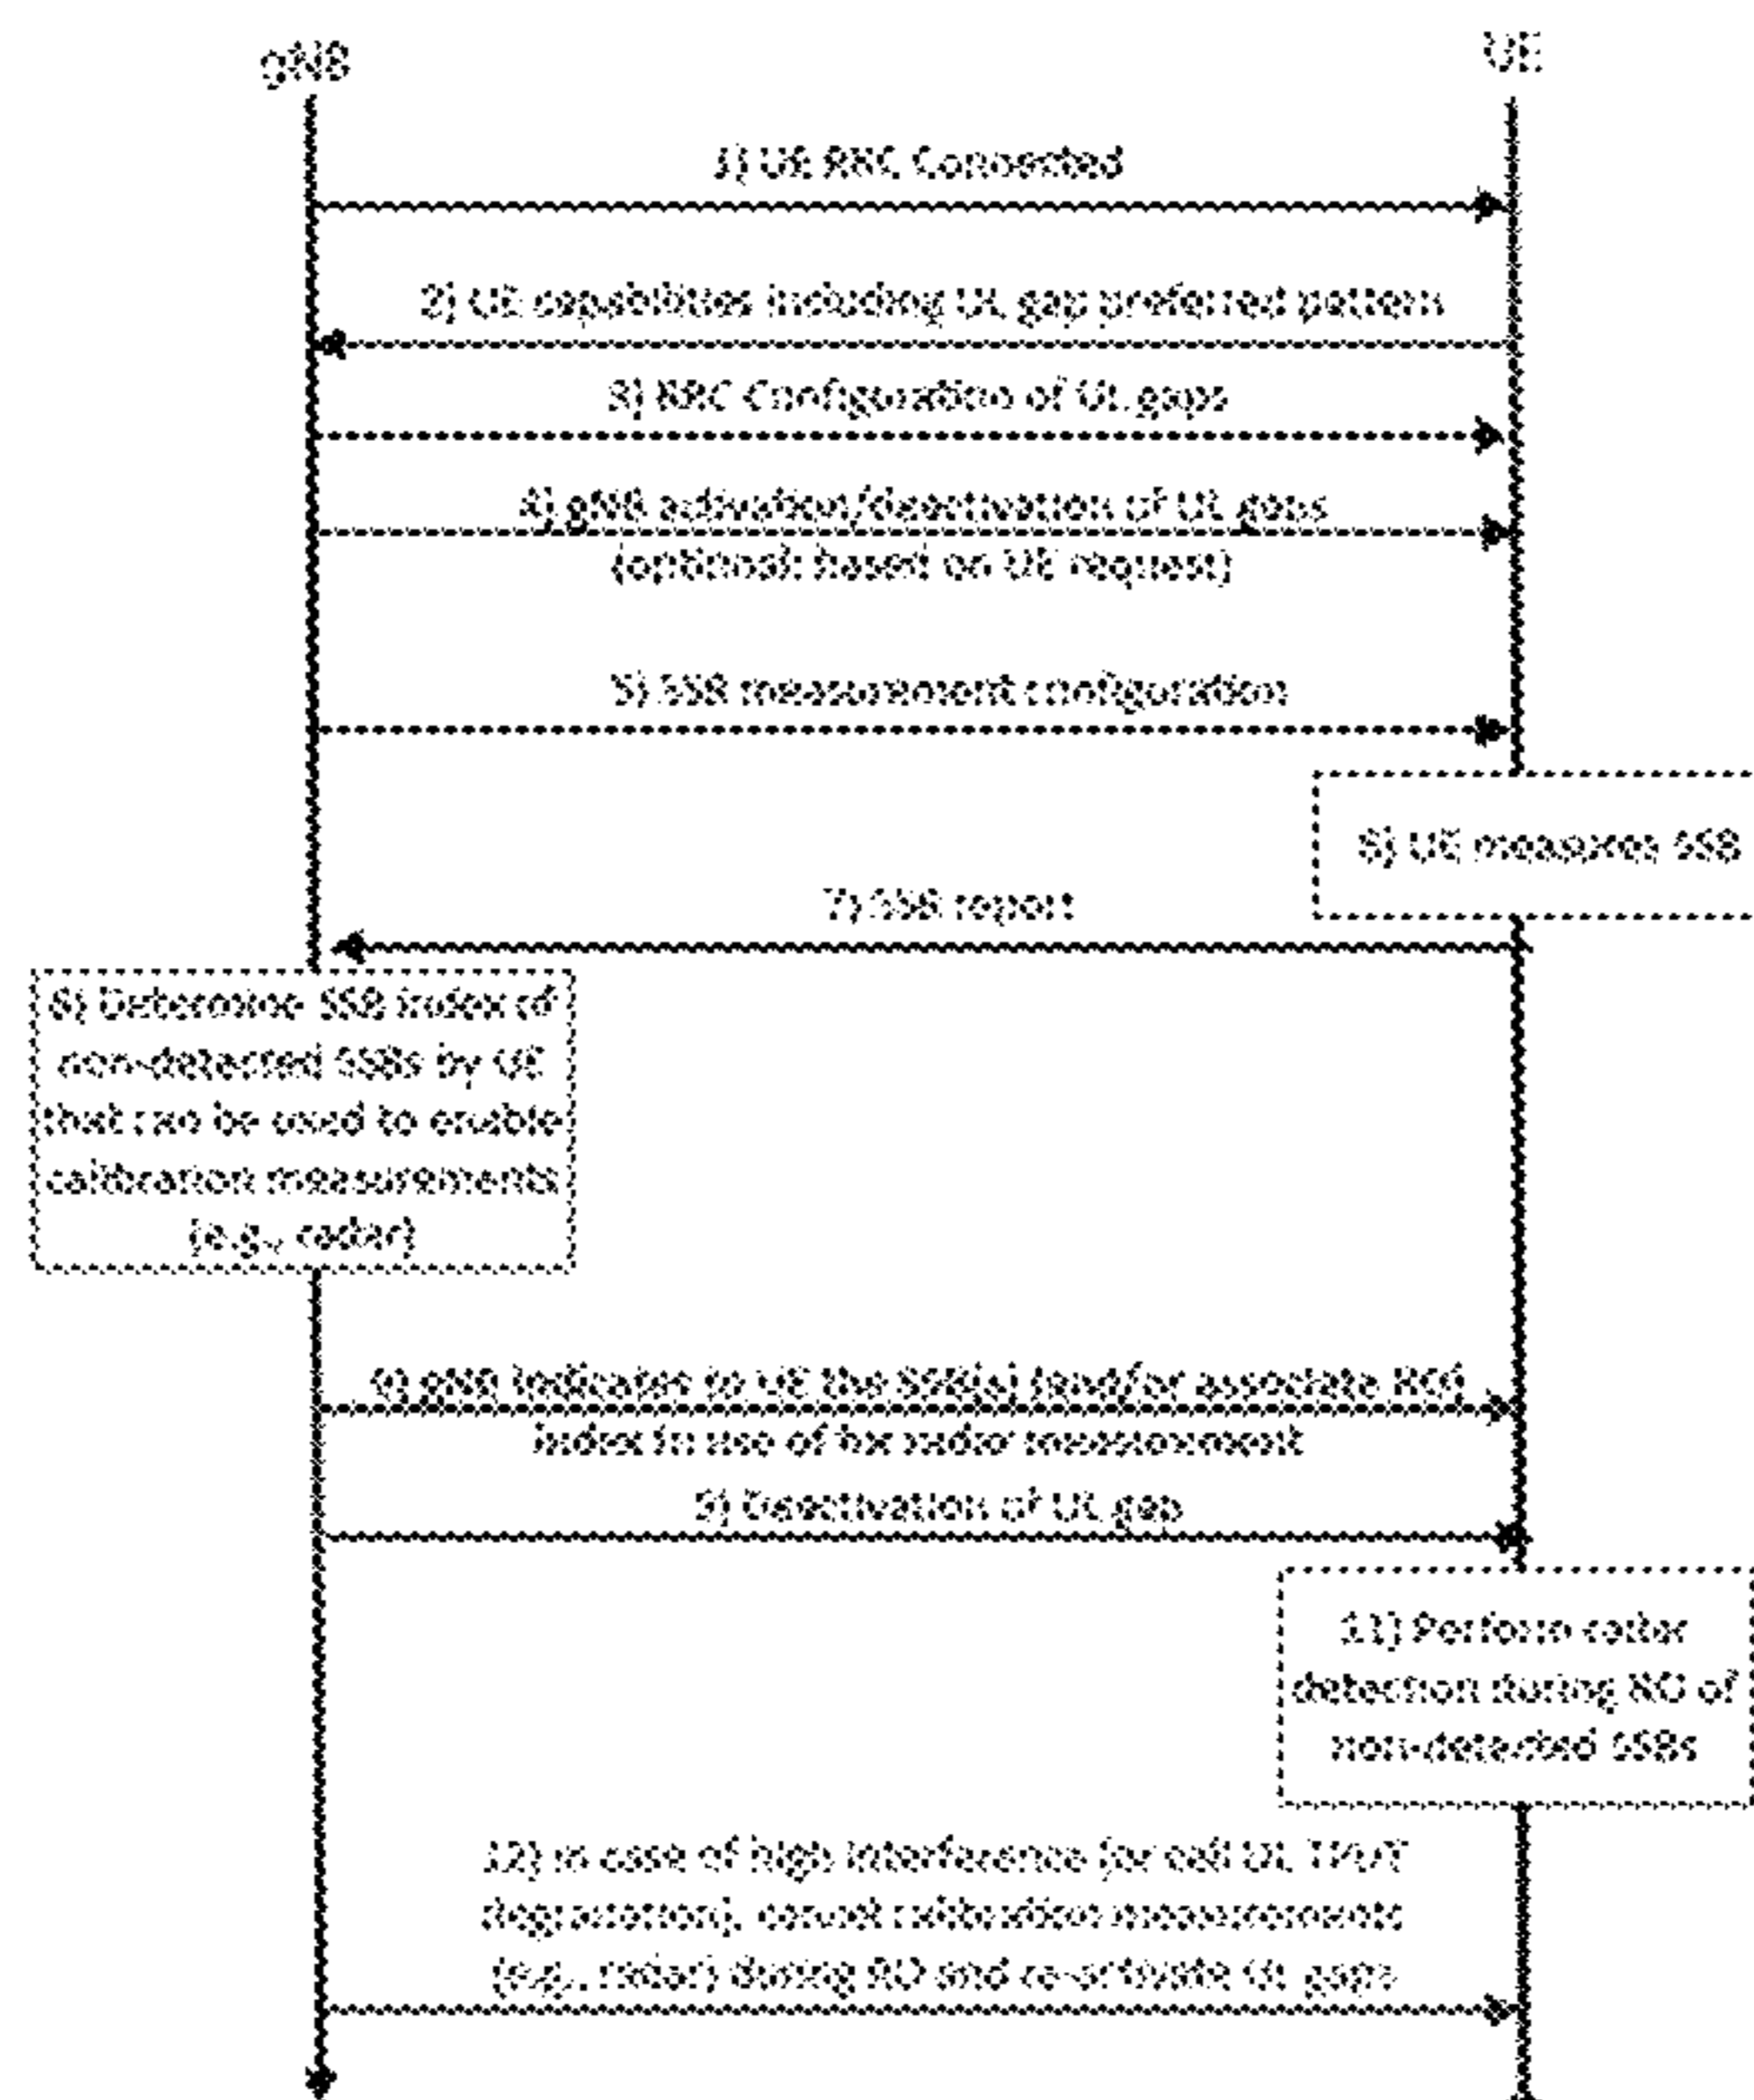 gNB
UE
1) UE RRC Connected
2) UE capabilities including UL gap preferred pattern
3) RRC Configuration of UL gaps
4) gNB activation/deactivation of UL gaps
(optional: based on UE request)
5) SSB measurement configuration
6) UE measures SSB
7) SSB report
8) Determine SSB index of
non-detected SSBs by UE
that can be used to enable
calibration measurements
(e.g., radar)
9) gNB indicates to UE the SSB(s) (and/or associate RO)
index in use of for radio measurement
9) Deactivation of UL gap
11) Perform radar
detection during RO of
non-detected SSBs
12) in case of high interference (or cell UL TPUT
degradation), cancel calibration measurements
(e.g., radar) during RO and re-activate UL gaps